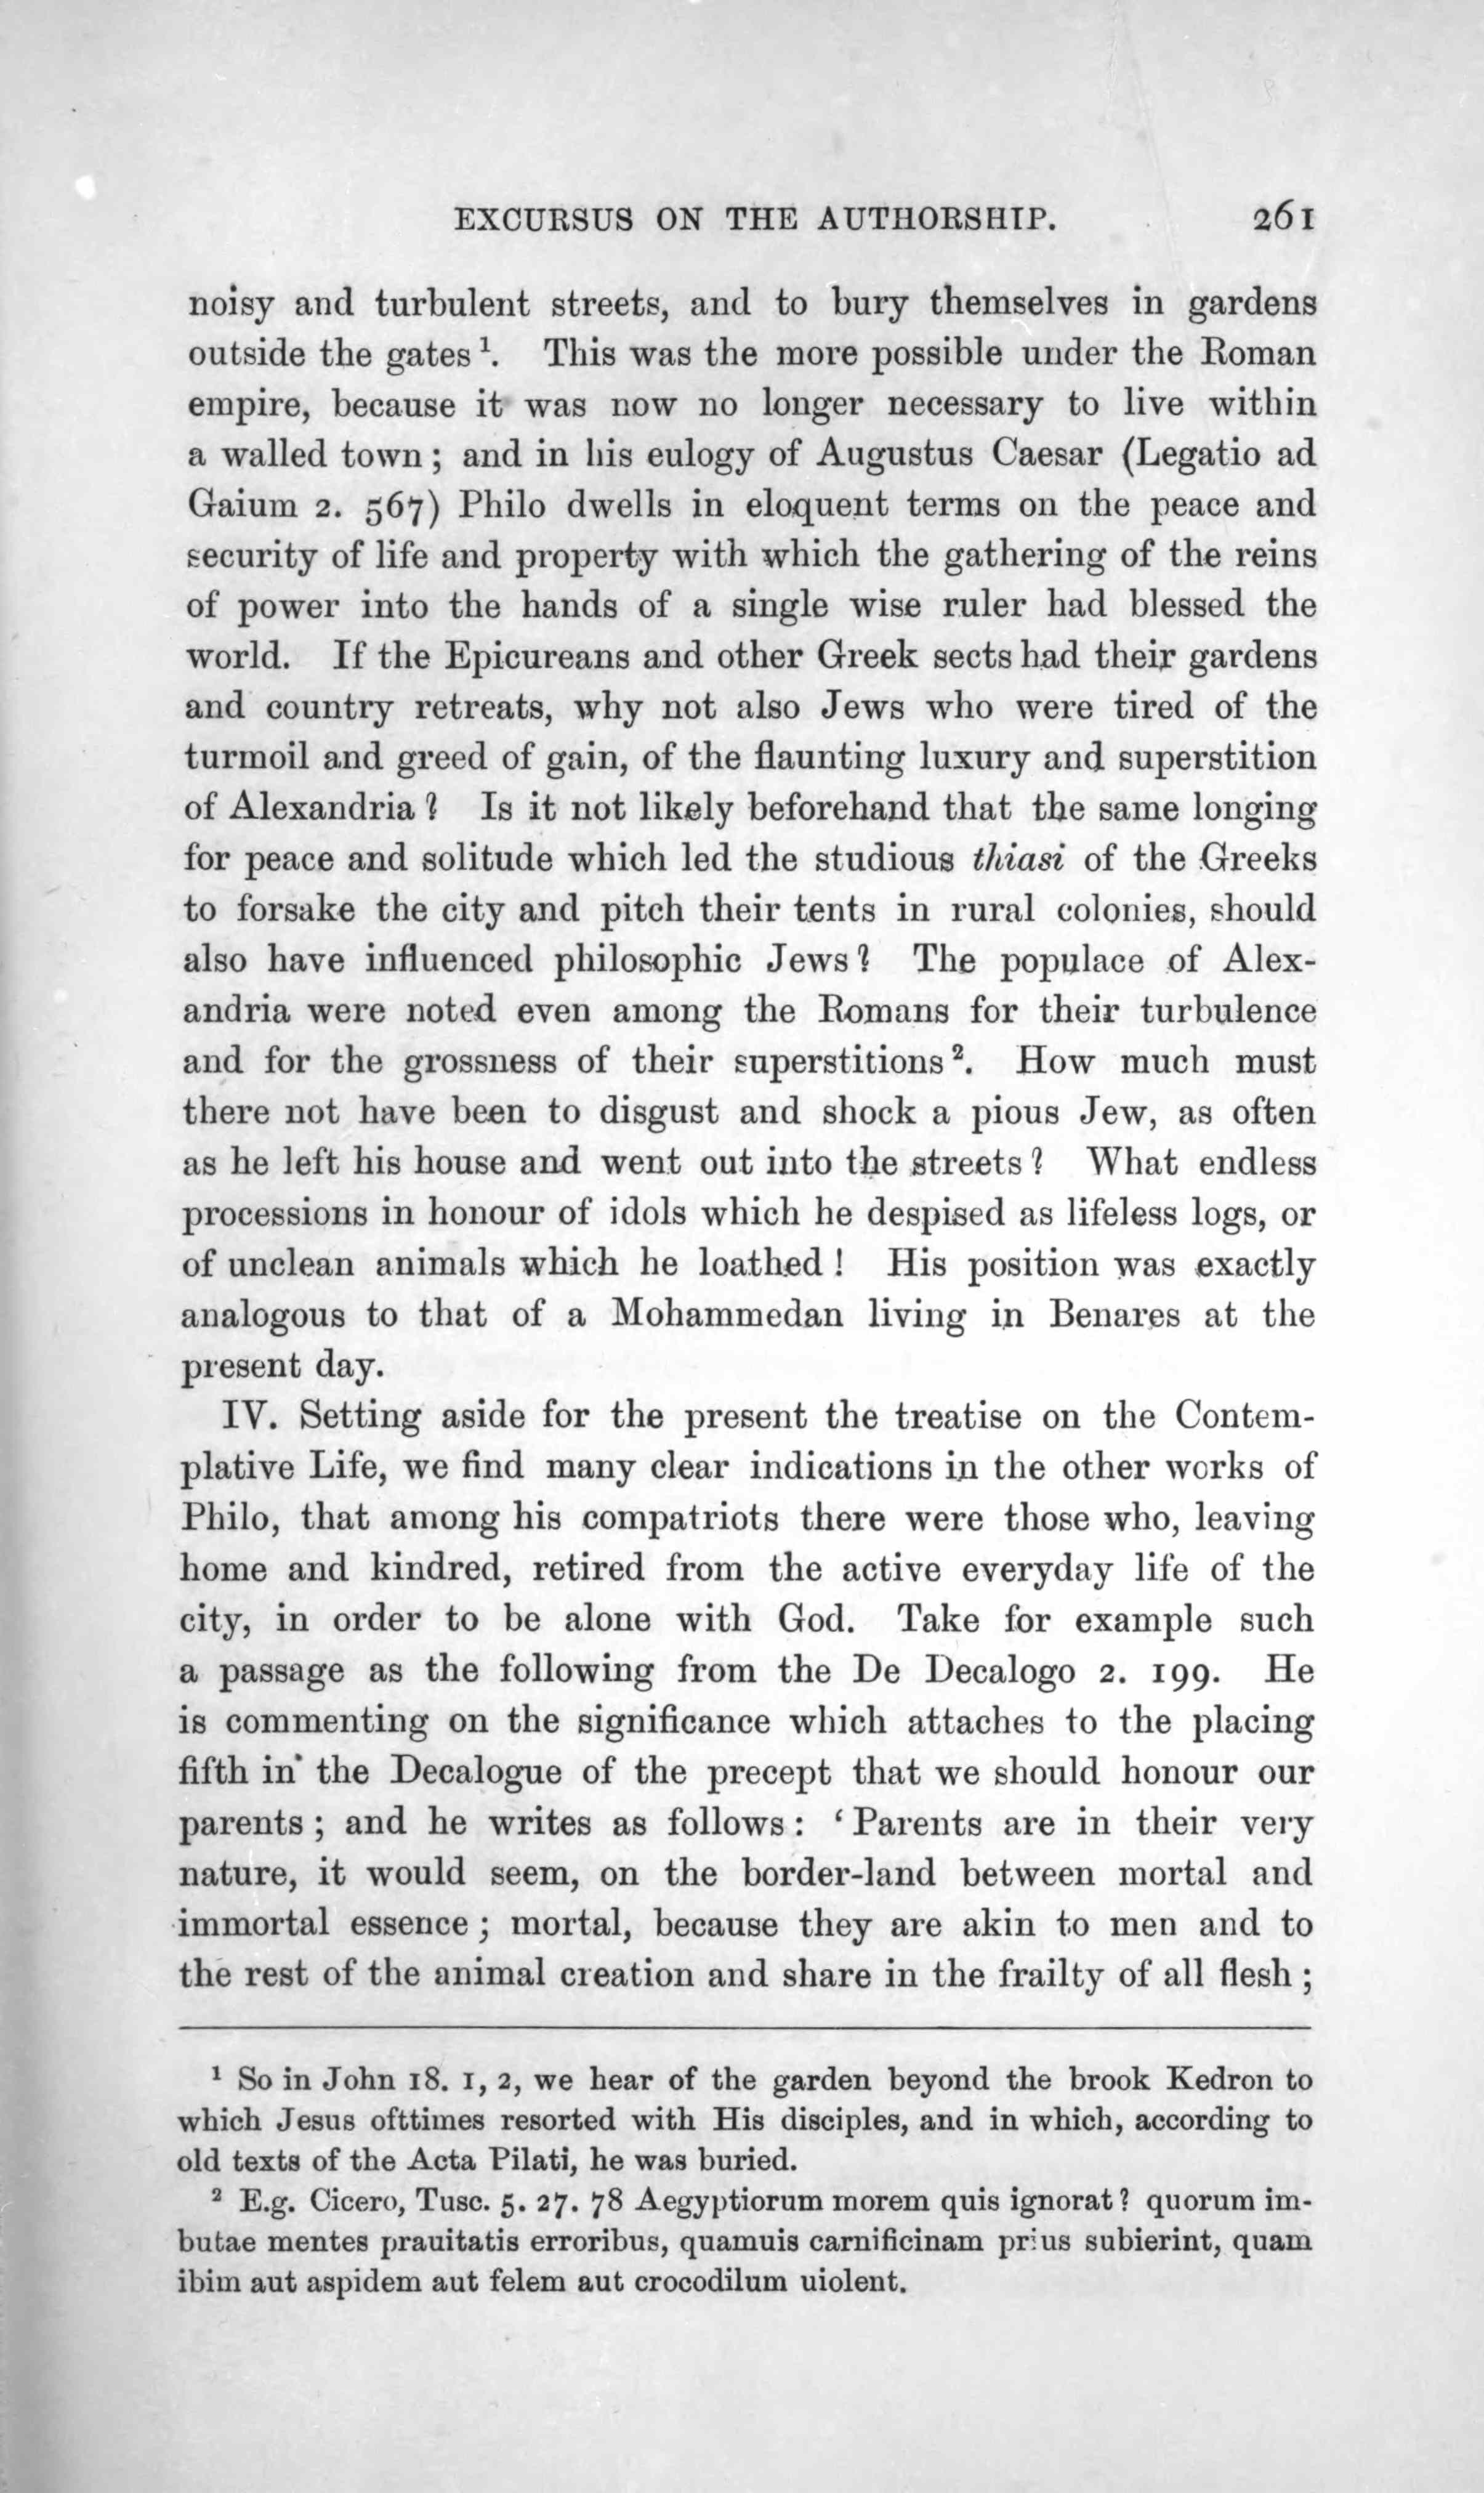 EXCURSUS ON THE AUTHORSHIP. 261
noisy and turbulent streets, and to bury themselves in gardens
outside the gates ¹. This was the more possible under the Roman
empire, because it was now no longer necessary to live within
a walled town ; and in his eulogy of Augustus Caesar (Legatio ad
Gaium 2. 567) Philo dwells in eloquent terms on the peace and
security of life and property with which the gathering of the reins
of power into the hands of a single wise ruler had blessed the
world. If the Epicureans and other Greek sects had their gardens
and country retreats, why not also Jews who were tired of the
turmoil and greed of gain, of the flaunting luxury and superstition
of Alexandria ? Is it not likely beforehand that the same longing
for peace and solitude which led the studious thiasi of the Greeks
to forsake the city and pitch their tents in rural colonies, should
also have influenced philosophic Jews ? The populace of Alex-
andria were noted even among the Romans for their turbulence
and for the grossness of their superstitions ². How much must
there not have been to disgust and shock a pious Jew, as often
as he left his house and went out into the streets ? What endless
processions in honour of idols which he despised as lifeless logs, or
of unclean animals which he loathed ! His position was exactly
analogous to that of a Mohammedan living in Benares at the
present day.
IV. Setting aside for the present the treatise on the Contem-
plative Life, we find many clear indications in the other works of
Philo, that among his compatriots there were those who, leaving
home and kindred, retired from the active everyday life of the
city, in order to be alone with God. Take for example such
a passage as the following from the De Decalogo 2. 199. He
is commenting on the significance which attaches to the placing
fifth in the Decalogue of the precept that we should honour our
parents ; and he writes as follows : ‘ Parents are in their very
nature, it would seem, on the border-land between mortal and
immortal essence ; mortal, because they are akin to men and to
the rest of the animal creation and share in the frailty of all flesh ;
¹ So in John 18. 1, 2, we hear of the garden beyond the brook Kedron to
which Jesus ofttimes resorted with His disciples, and in which, according to
old texts of the Acta Pilati, he was buried.
² E.g. Cicero, Tusc. 5. 27. 78 Aegyptiorum morem quis ignorat ? quorum im-
butae mentes prauitatis erroribus, quamuis carnificinam prius subierint, quam
ibim aut aspidem aut felem aut crocodilum uiolent.